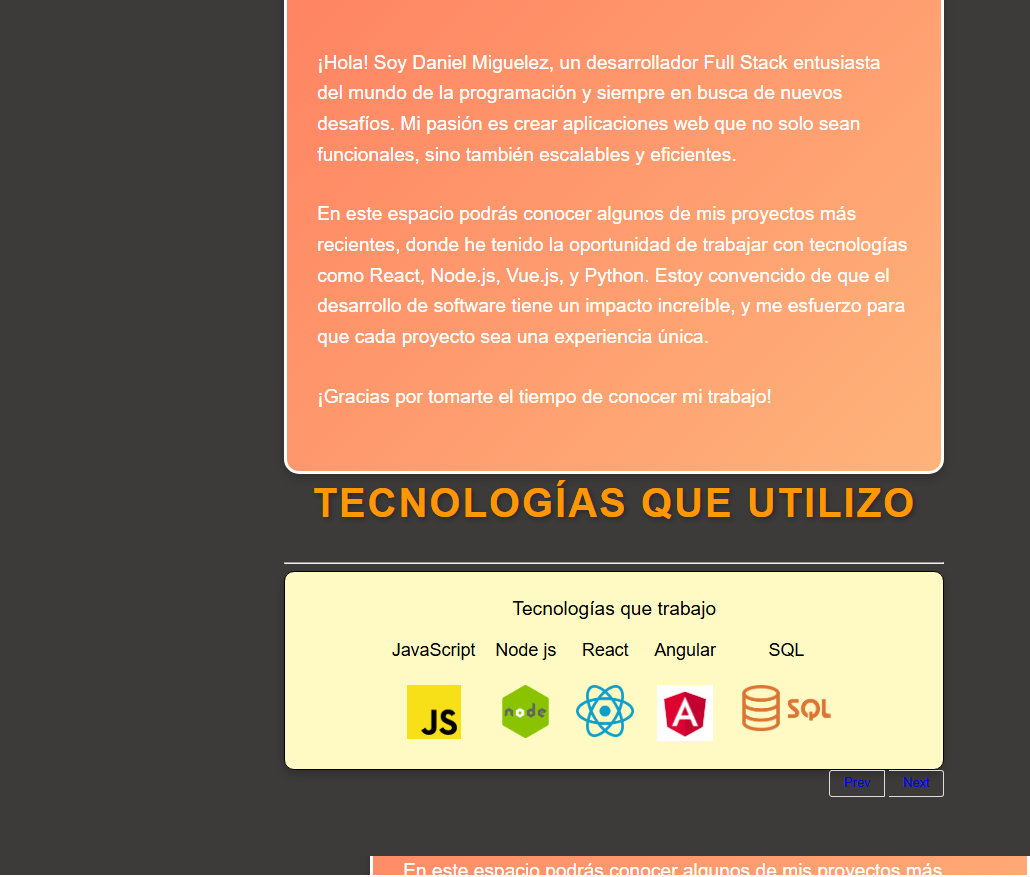 ¡Hola! Soy Daniel Miguelez, un desarrollador Full Stack entusiasta
del mundo de la programación y siempre en busca de nuevos
desafíos. Mi pasión es crear aplicaciones web que no solo sean
funcionales, sino también escalables y eficientes.
En este espacio podrás conocer algunos de mis proyectos más
recientes, donde he tenido la oportunidad de trabajar con tecnologías
como React, Node.js, Vue.js, y Python. Estoy convencido de que el
desarrollo de software tiene un impacto increíble, y me esfuerzo para
que cada proyecto sea una experiencia única.
¡Gracias por tomarte el tiempo de conocer mi trabajo!
TECNOLOGÍAS QUE UTILIZO
Tecnologías que trabajo
JavaScript Node js React Angular SQL
JS node A SQL
Prev Next
En este espacio podrás conocer algunos de mis proyectos más